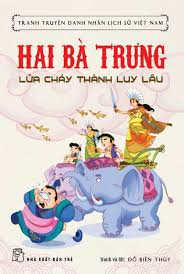 TRANH TRUYỆN DANH NHÂN LỊCH SỬ VIỆT NAM
HAI BÀ TRƯNG
LỬA CHÁY THÀNH LUY LÂU
NHÀ XUẤT BẢN TRẺ
Tranh và lời: ĐỖ BIÊN THÙY